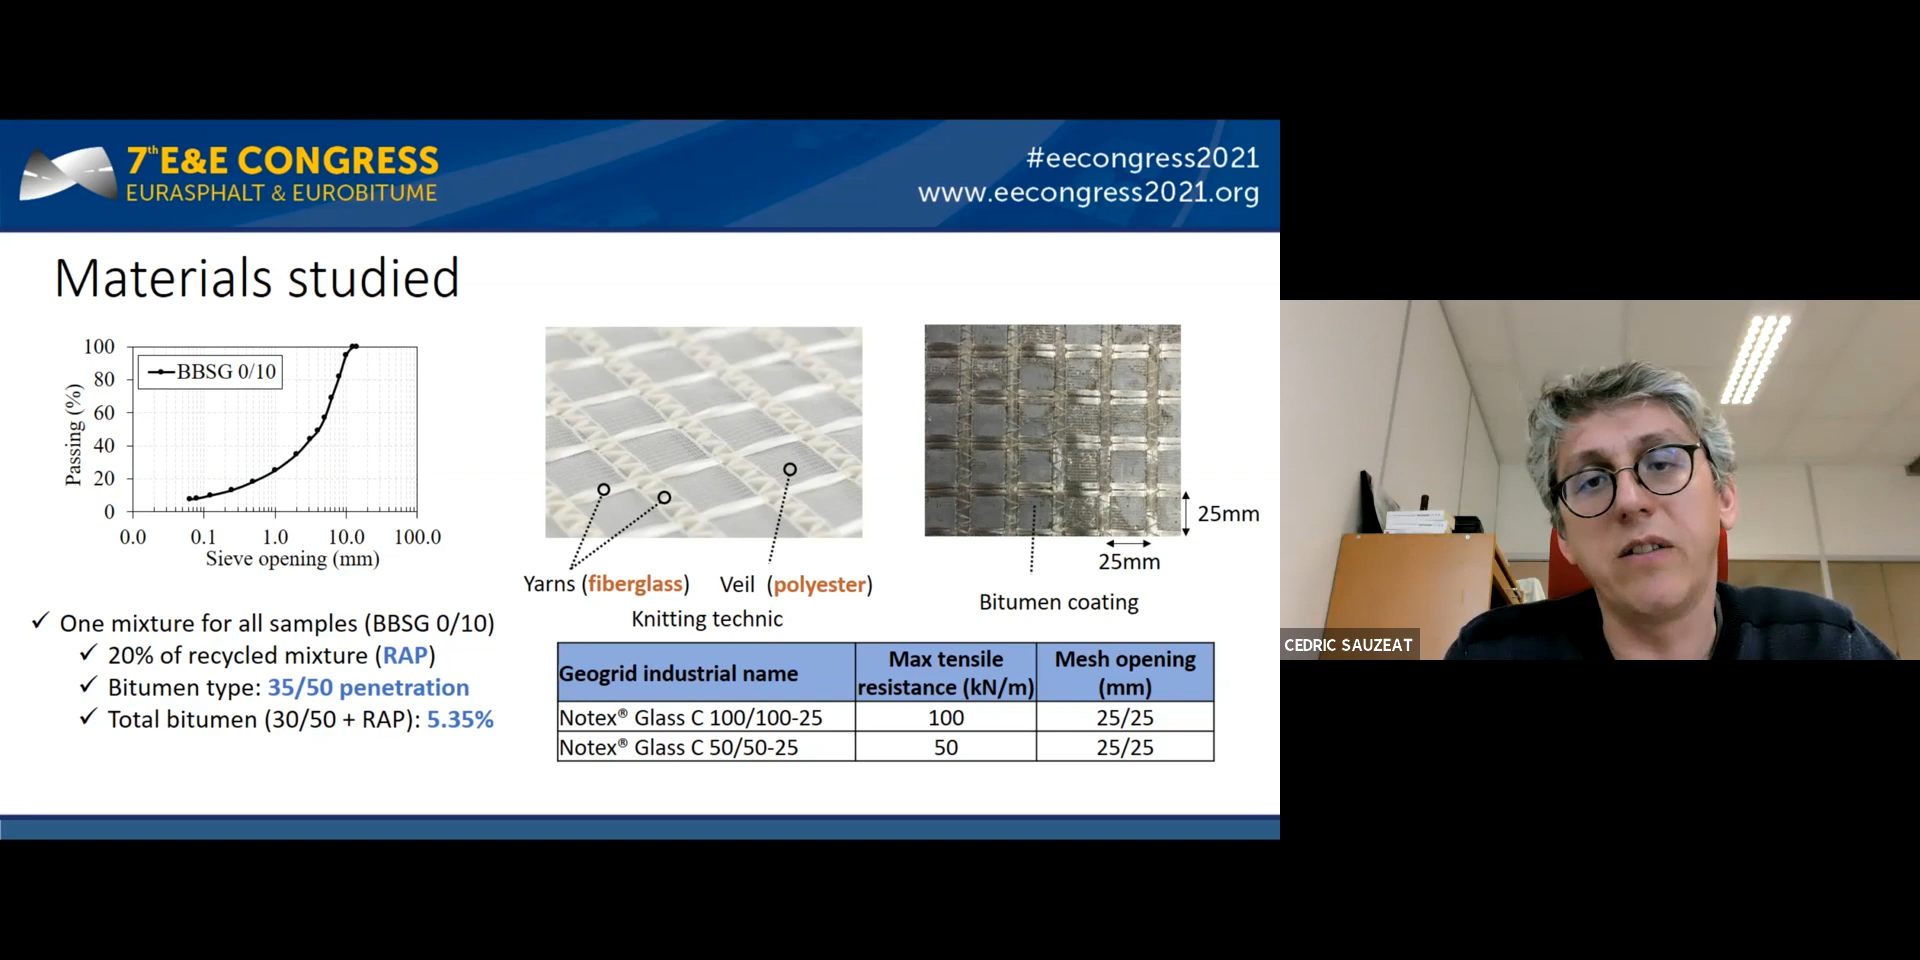 7th E&E CONGRESS
EURASPHALT & EUROBITUME
#eecongress2021
www.eecongress2021.org
Materials studied
100
80
60
40
20
0
Passing (%)
BBSG 0/10
0.0 0.1 1.0 10.0 100.0
Sieve opening (mm)
✓ One mixture for all samples (BBSG 0/10)
✓ 20% of recycled mixture (RAP)
✓ Bitumen type: 35/50 penetration
✓ Total bitumen (30/50 + RAP): 5.35%
Yarns (fiberglass) Veil (polyester)
Knitting technic
25mm
25mm
Bitumen coating
Geogrid industrial name Max tensile resistance (kN/m) Mesh opening (mm)
Notex® Glass C 100/100-25 100 25/25
Notex® Glass C 50/50-25 50 25/25
CEDRIC SAUZEAT